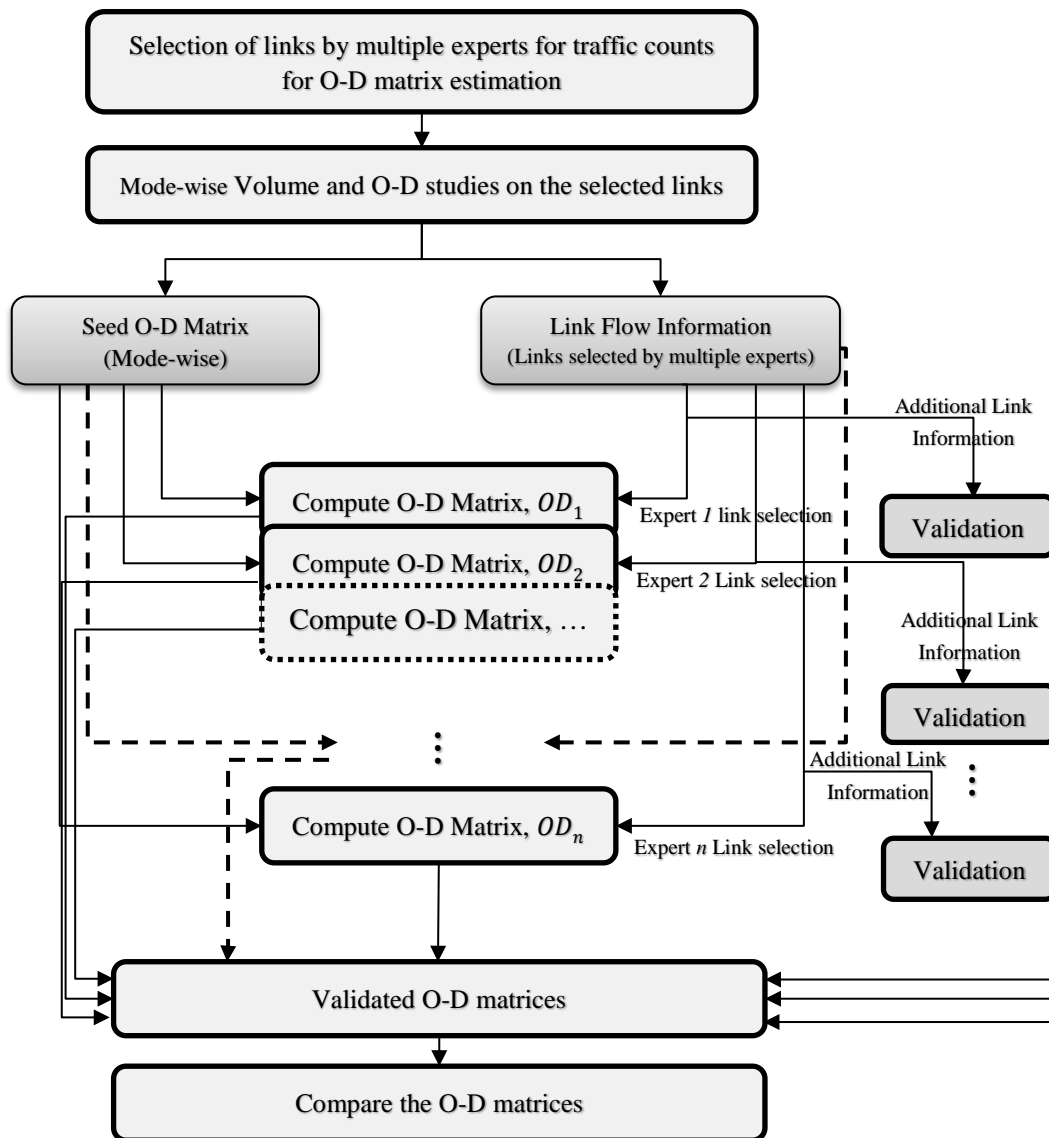 Selection of links by multiple experts for traffic counts
for O-D matrix estimation
Mode-wise Volume and O-D studies on the selected links
Seed O-D Matrix
(Mode-wise)
Link Flow Information
(Links selected by multiple experts)
Additional Link
Information
Compute O-D Matrix, OD₁
Expert 1 link selection
Validation
Compute O-D Matrix, OD₂
Expert 2 Link selection
Compute O-D Matrix, …
Additional Link
Information
Validation
⋮
⋮
Additional Link
Information
Compute O-D Matrix, ODₙ
Expert n Link selection
Validation
Validated O-D matrices
Compare the O-D matrices